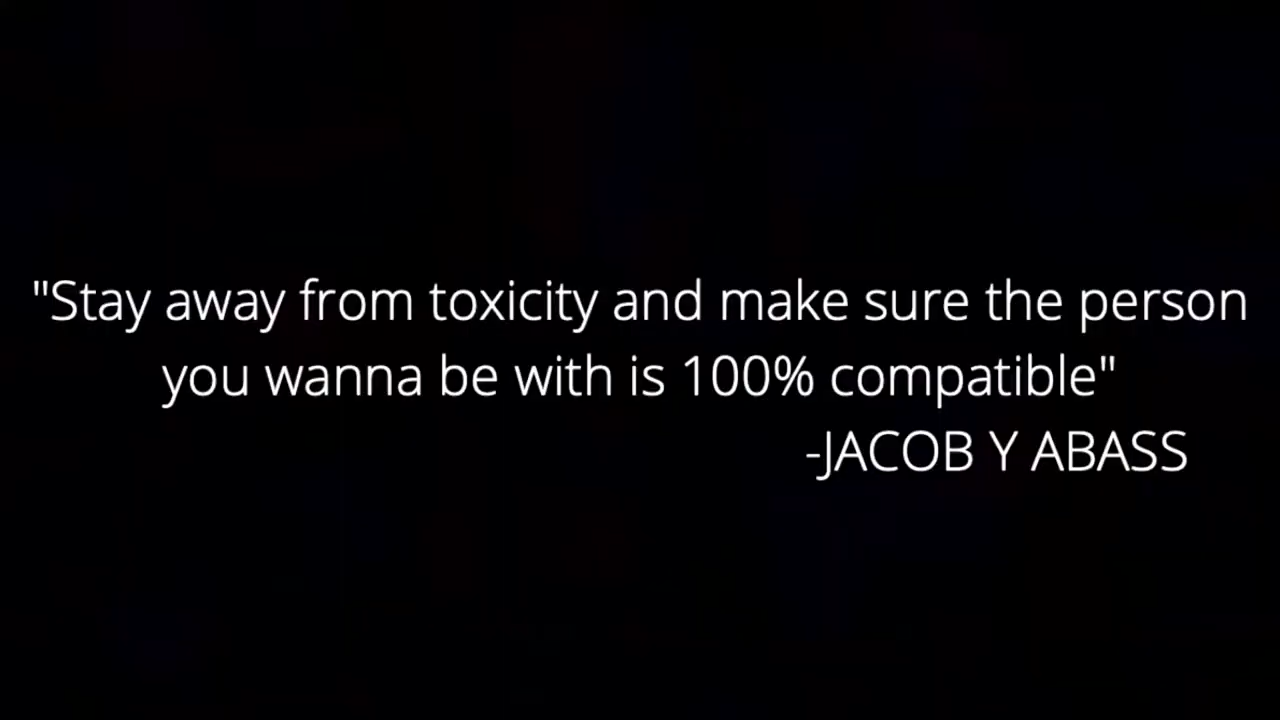 "Stay away from toxicity and make sure the person
you wanna be with is 100% compatible"
-JACOB Y ABASS